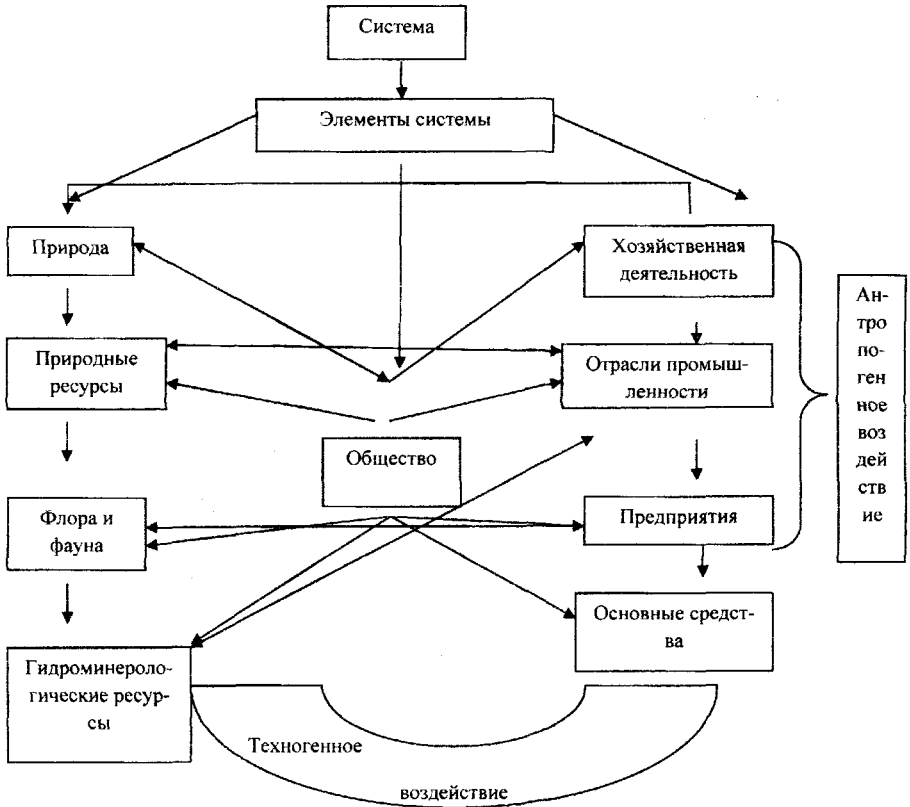 Система
Элементы системы
Природа
Хозяйственная
деятельность
Ан-
тро
по-
ген
ное
воз
дей
ств
ие
Природные
ресурсы
Отрасли промыш-
ленности
Общество
Флора и
фауна
Предприятия
Основные средст-
ва
Гидроминероло-
гические ресур-
сы
Техногенное
воздействие